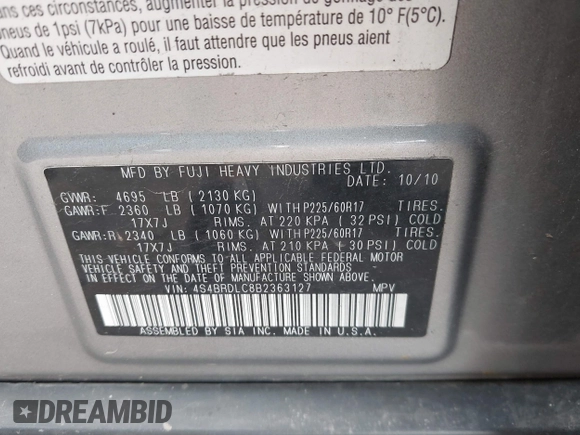 ans ces circonstances, augmenter la pression de gonflage des
pneus de 1psi (7kPa) pour une baisse de température de 10° F(5°C).
Quand le véhicule a roulé, il faut attendre que les pneus aient
refroidi avant de contrôler la pression.
MFD BY FUJI HEAVY INDUSTRIES LTD.
DATE: 10/10
GVWR: 4695 LB ( 2130 KG)
GAWR:F 2360 LB ( 1070 KG) WITH P225/60R17 TIRES.
17X7J RIMS. AT 220 KPA ( 32 PSI) COLD
GAWR:R 2340 LB ( 1060 KG) WITH P225/60R17 TIRES.
17X7J RIMS. AT 210 KPA ( 30 PSI) COLD
THIS VEHICLE CONFORMS TO ALL APPLICABLE FEDERAL MOTOR
VEHICLE SAFETY AND THEFT PREVENTION STANDARDS IN
EFFECT ON THE DATE OF MANUFACTURE SHOWN ABOVE.
VIN: 4S4BRDLC8B2363127 MPV
ASSEMBLED BY SIA INC. MADE IN U.S.A.
DREAMBID